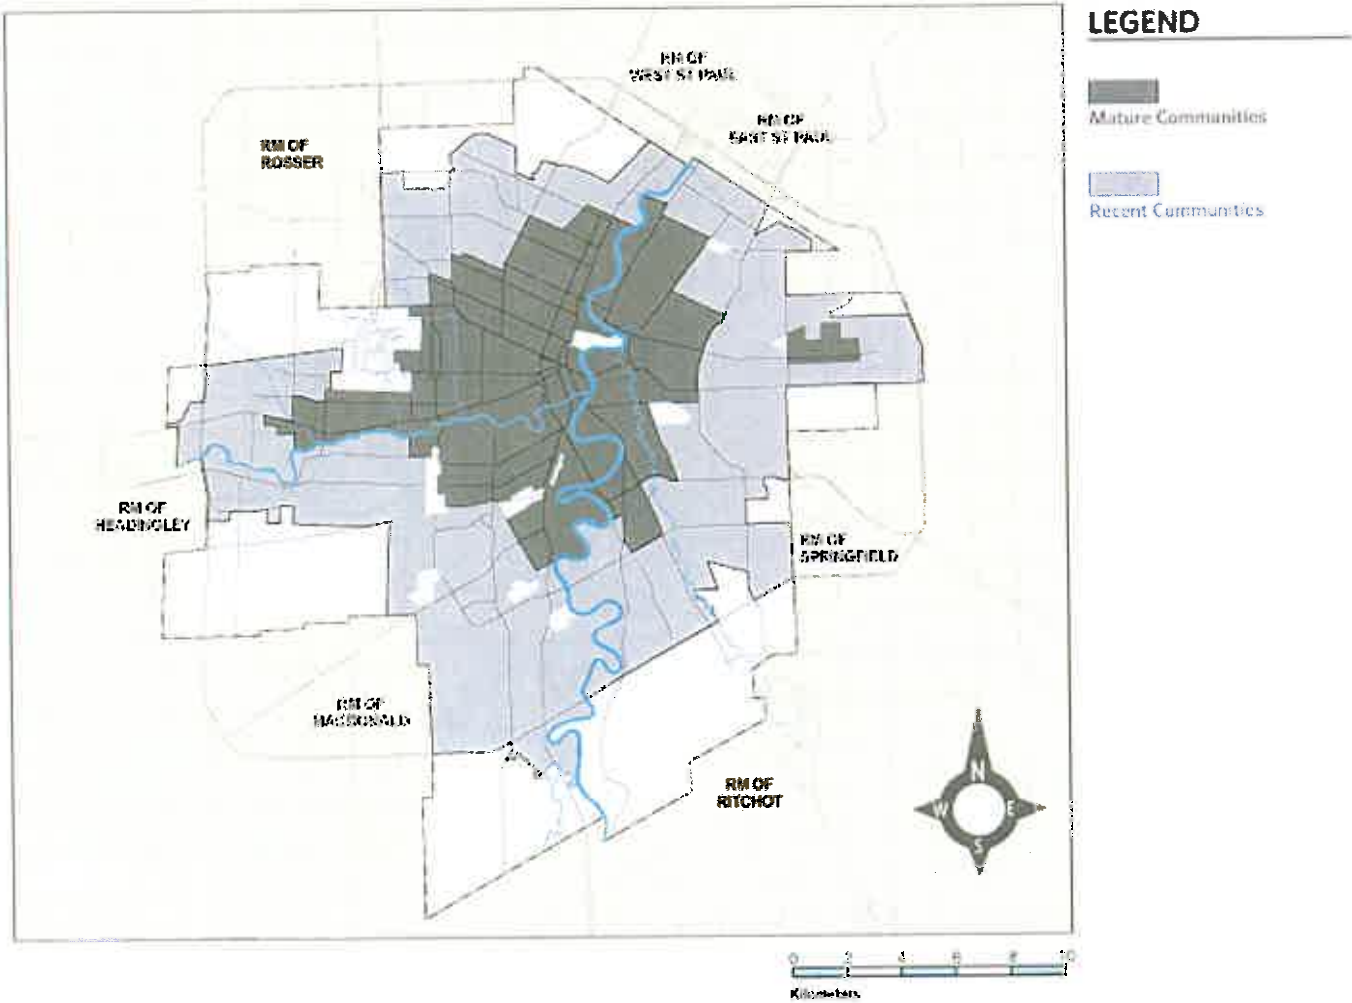 LEGEND
Mature Communities
Recent Communities
RM OF
WEST ST PAUL
RM OF
EAST ST PAUL
RM OF
ROSSER
RM OF
HEADINGLEY
RM OF
SPRINGFIELD
RM OF
MACDONALD
RM OF
RITCHOT
N
W E
S
0 2 4 6 8 10
Kilometers